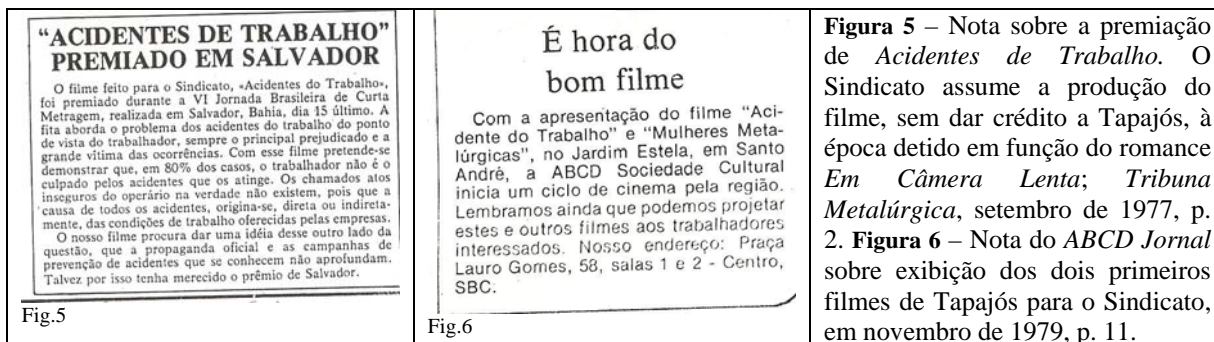 “ACIDENTES DE TRABALHO”
PREMIADO EM SALVADOR
O filme feito para o Sindicato, «Acidentes do Trabalho»,
foi premiado durante a VI Jornada Brasileira de Curta
Metragem, realizada em Salvador, Bahia, dia 15 último. A
fita aborda o problema dos acidentes do trabalho do ponto
de vista do trabalhador, sempre o principal prejudicado e a
grande vítima das ocorrências. Com esse filme pretende-se
demonstrar que, em 80% dos casos, o trabalhador não é o
culpado pelos acidentes que os atinge. Os chamados atos
inseguros do operário na verdade não existem, pois que a
causa de todos os acidentes, origina-se, direta ou indireta-
mente, das condições de trabalho oferecidas pelas empresas.
O nosso filme procura dar uma idéia desse outro lado da
questão, que a propaganda oficial e as campanhas de
prevenção de acidentes que se conhecem não aprofundam.
Talvez por isso tenha merecido o prêmio de Salvador.
Fig.5
É hora do
bom filme
Com a apresentação do filme “Aci-
dente do Trabalho” e “Mulheres Meta-
lúrgicas”, no Jardim Estela, em Santo
André, a ABCD Sociedade Cultural
inicia um ciclo de cinema pela região.
Lembramos ainda que podemos projetar
estes e outros filmes aos trabalhadores
interessados. Nosso endereço: Praça
Lauro Gomes, 58, salas 1 e 2 - Centro,
SBC.
Fig.6
Figura 5 – Nota sobre a premiação
de Acidentes de Trabalho. O
Sindicato assume a produção do
filme, sem dar crédito a Tapajós, à
época detido em função do romance
Em Câmera Lenta; Tribuna
Metalúrgica, setembro de 1977, p.
2. Figura 6 – Nota do ABCD Jornal
sobre exibição dos dois primeiros
filmes de Tapajós para o Sindicato,
em novembro de 1979, p. 11.